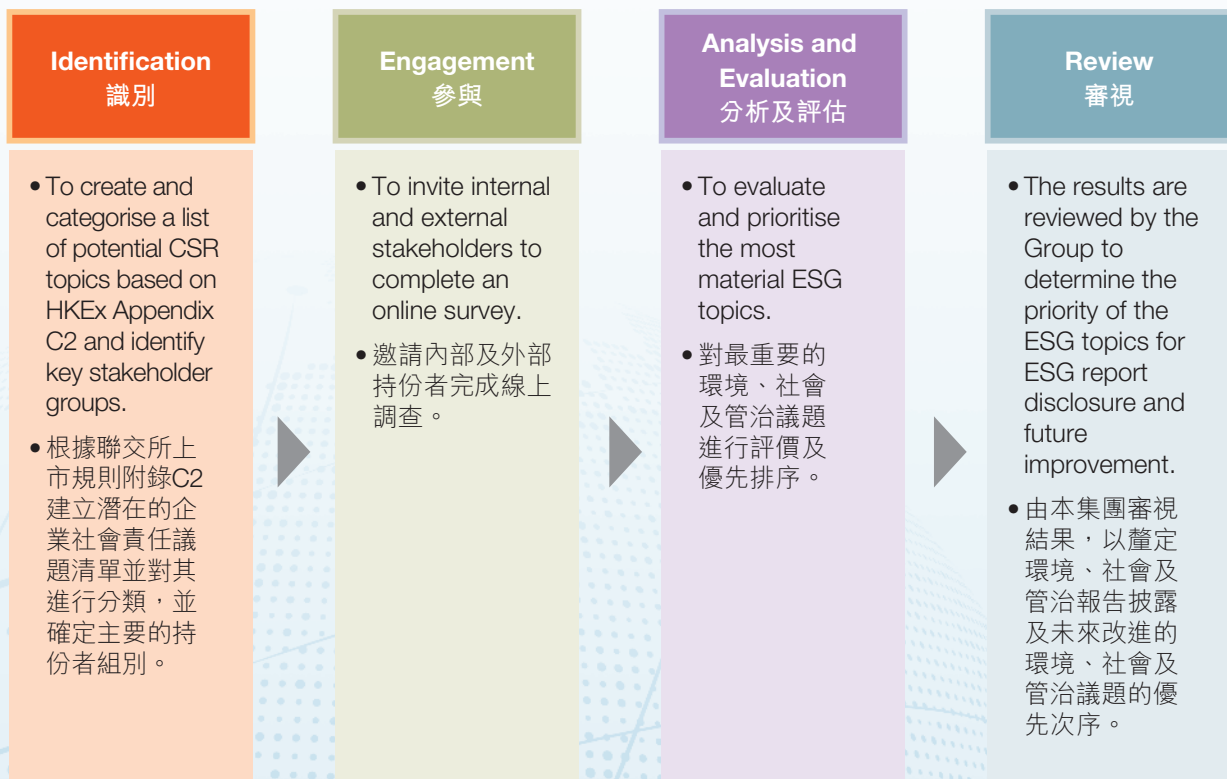 Identification
識別
• To create and
categorise a list
of potential CSR
topics based on
HKEx Appendix
C2 and identify
key stakeholder
groups.
• 根據聯交所上
市規則附錄C2
建立潛在的企
業社會責任議
題清單並對其
進行分類，並
確定主要的持
份者組別。
Engagement
參與
• To invite internal
and external
stakeholders to
complete an
online survey.
• 邀請內部及外部
持份者完成線上
調查。
Analysis and
Evaluation
分析及評估
• To evaluate
and prioritise
the most
material ESG
topics.
• 對最重要的
環境、社會
及管治議題
進行評價及
優先排序。
Review
審視
• The results are
reviewed by the
Group to
determine the
priority of the
ESG topics for
ESG report
disclosure and
future
improvement.
• 由本集團審視
結果，以釐定
環境、社會及
管治報告披露
及未來改進的
環境、社會及
管治議題的優
先次序。